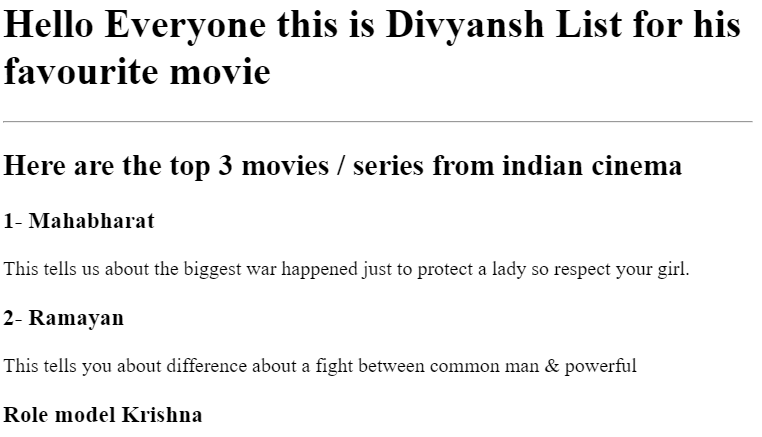 Hello Everyone this is Divyansh List for his
favourite movie
Here are the top 3 movies / series from indian cinema
1- Mahabharat
This tells us about the biggest war happened just to protect a lady so respect your girl.
2- Ramayan
This tells you about difference about a fight between common man & powerful
Role model Krishna